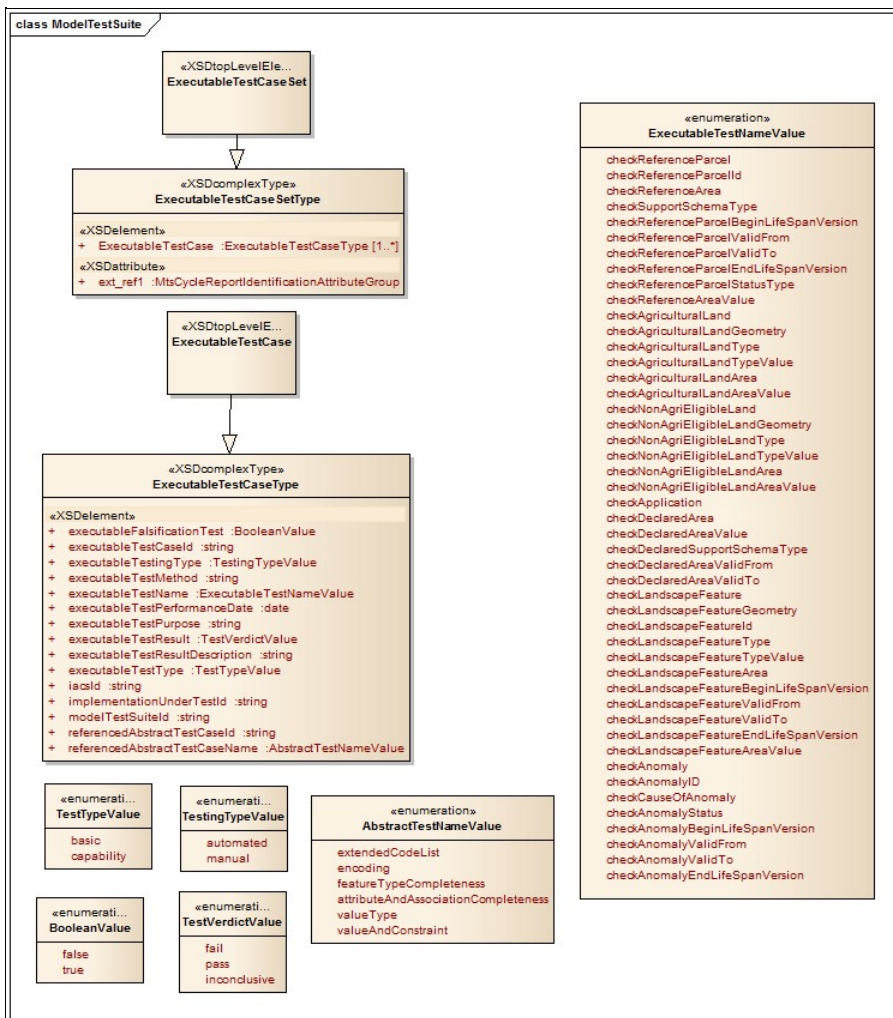 class ModelTestSuite
«XSDtopLevelEle...
ExecutableTestCaseSet
«XSDcomplexType»
ExecutableTestCaseSetType
«XSDelement»
+ ExecutableTestCase :ExecutableTestCaseType [1..*]
«XSDattribute»
+ ext_ref1 :MtsCycleReportIdentificationAttributeGroup
«XSDtopLevelE...
ExecutableTestCase
«XSDcomplexType»
ExecutableTestCaseType
«XSDelement»
+ executableFalsificationTest :BooleanValue
+ executableTestCaseId :string
+ executableTestingType :TestingTypeValue
+ executableTestMethod :string
+ executableTestName :ExecutableTestNameValue
+ executableTestPerformanceDate :date
+ executableTestPurpose :string
+ executableTestResult :TestVerdictValue
+ executableTestResultDescription :string
+ executableTestType :TestTypeValue
+ iacsId :string
+ implementationUnderTestId :string
+ modelTestSuiteId :string
+ referencedAbstractTestCaseId :string
+ referencedAbstractTestCaseName :AbstractTestNameValue
«enumerati...
TestTypeValue
basic
capability
«enumerati...
TestingTypeValue
automated
manual
«enumerati...
BooleanValue
false
true
«enumerati...
TestVerdictValue
fail
pass
inconclusive
«enumeration»
AbstractTestNameValue
extendedCodeList
encoding
featureTypeCompleteness
attributeAndAssociationCompleteness
valueType
valueAndConstraint
«enumeration»
ExecutableTestNameValue
checkReferenceParcel
checkReferenceParcelId
checkReferenceArea
checkSupportSchemaType
checkReferenceParcelBeginLifeSpanVersion
checkReferenceParcelValidFrom
checkReferenceParcelValidTo
checkReferenceParcelEndLifeSpanVersion
checkReferenceParcelStatusType
checkReferenceAreaValue
checkAgriculturalLand
checkAgriculturalLandGeometry
checkAgriculturalLandType
checkAgriculturalLandTypeValue
checkAgriculturalLandArea
checkAgriculturalLandAreaValue
checkNonAgriEligibleLand
checkNonAgriEligibleLandGeometry
checkNonAgriEligibleLandType
checkNonAgriEligibleLandTypeValue
checkNonAgriEligibleLandArea
checkNonAgriEligibleLandAreaValue
checkApplication
checkDeclaredArea
checkDeclaredAreaValue
checkDeclaredSupportSchemaType
checkDeclaredAreaValidFrom
checkDeclaredAreaValidTo
checkLandscapeFeature
checkLandscapeFeatureGeometry
checkLandscapeFeatureId
checkLandscapeFeatureType
checkLandscapeFeatureTypeValue
checkLandscapeFeatureArea
checkLandscapeFeatureBeginLifeSpanVersion
checkLandscapeFeatureValidFrom
checkLandscapeFeatureValidTo
checkLandscapeFeatureEndLifeSpanVersion
checkLandscapeFeatureAreaValue
checkAnomaly
checkAnomalyID
checkCauseOfAnomaly
checkAnomalyStatus
checkAnomalyBeginLifeSpanVersion
checkAnomalyValidFrom
checkAnomalyValidTo
checkAnomalyEndLifeSpanVersion